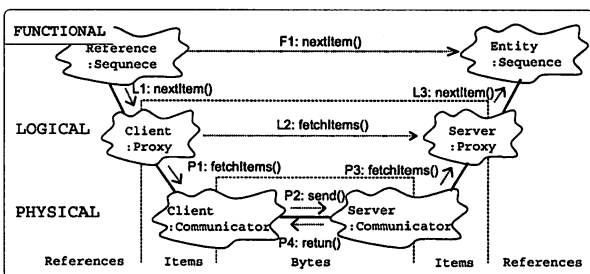 FUNCTIONAL
Reference
:Sequnece
F1: nextItem()
Entity
:Sequence
L1: nextItem()
L3: nextItem()
LOGICAL
Client
:Proxy
L2: fetchItems()
Server
:Proxy
P1: fetchItems()
P3: fetchItems()
PHYSICAL
Client
:Communicator
P2: send()
Server
:Communicator
P4: retun()
References
Items
Bytes
Items
References